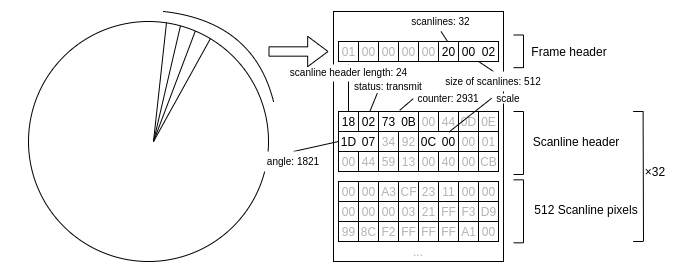 scanlines: 32
01 00 00 00 00 20 00 02
Frame header
scanline header length: 24
size of scanlines: 512
status: transmit
counter: 2931
scale
18 02 73 0B 00 44 0D 0E
1D 07 34 92 0C 00 00 01
00 44 59 13 00 40 00 CB
Scanline header
angle: 1821
×32
00 00 A3 CF 23 11 00 00
00 00 00 03 21 FF F3 D9
99 8C F2 FF FF FF A1 00
512 Scanline pixels
...